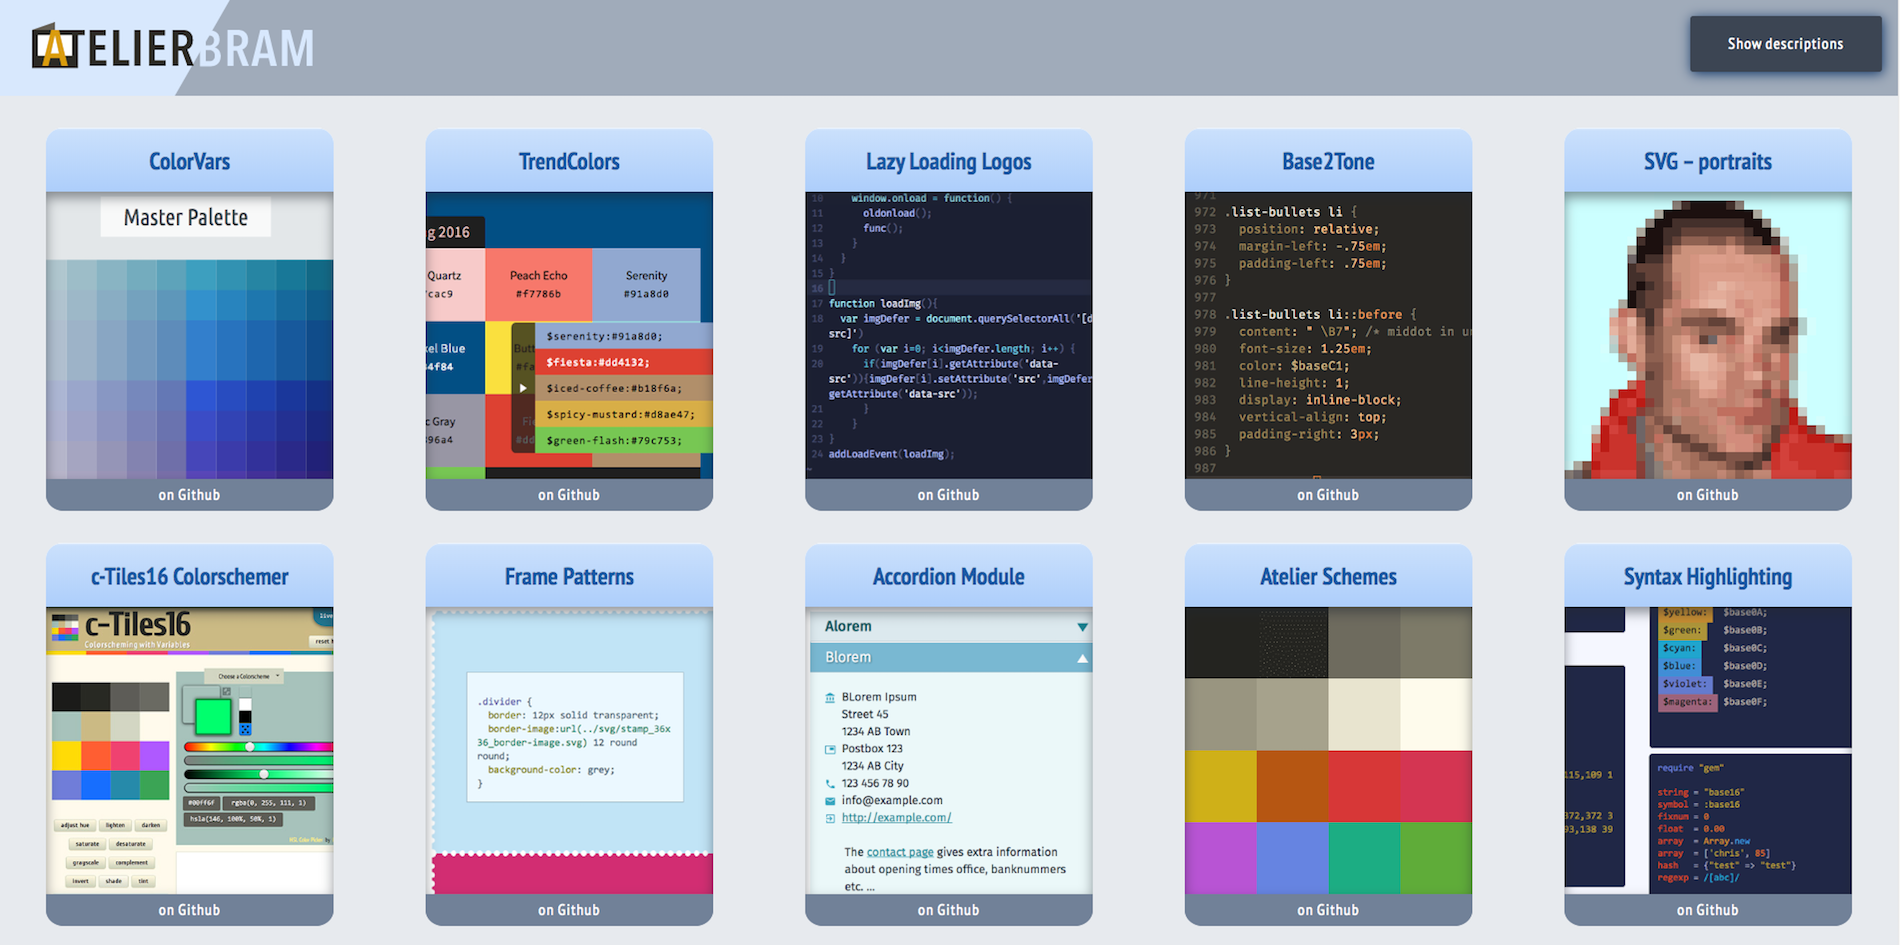 ATELIERBRAM
Show descriptions
ColorVars
Master Palette
on Github
TrendColors
g 2016
Quartz
cac9
Peach Echo
#f7786b
Serenity
#91a8d0
xel Blue
4f84
$serenity:#91a8d0;
$fiesta:#dd4132;
$iced-coffee:#b18f6a;
$spicy-mustard:#d8ae47;
$green-flash:#79c753;
c Gray
96a4
on Github
Lazy Loading Logos
10 window.onload = function() {
11 oldonload();
12 func();
13 }
14 }
15 }
16
17 function loadImg(){
18 var imgDefer = document.querySelectorAll('[d
src]')
19 for (var i=0; i<imgDefer.length; i++) {
20 if(imgDefer[i].getAttribute('data-
src')){imgDefer[i].setAttribute('src',imgDefer
getAttribute('data-src'));
21 }
22 }
23 }
24 addLoadEvent(loadImg);
on Github
Base2Tone
971
972 .list-bullets li {
973 position: relative;
974 margin-left: -.75em;
975 padding-left: .75em;
976 }
977
978 .list-bullets li::before {
979 content: " \B7"; /* middot in u
980 font-size: 1.25em;
981 color: $baseC1;
982 line-height: 1;
983 display: inline-block;
984 vertical-align: top;
985 padding-right: 3px;
986 }
987
on Github
SVG – portraits
on Github
c-Tiles16 Colorschemer
c-Tiles16
Colorscheming with Variables
live
reset
Choose a Colorscheme
#00ff6f rgba(0, 255, 111, 1)
hsla(146, 100%, 50%, 1)
adjust hue lighten darken
saturate desaturate
grayscale complement
invert shade tint
on Github
Frame Patterns
.divider {
border: 12px solid transparent;
border-image:url(../svg/stamp_36x
36_border-image.svg) 12 round
round;
background-color: grey;
}
on Github
Accordion Module
Alorem
Blorem
BLorem Ipsum
Street 45
1234 AB Town
Postbox 123
1234 AB City
123 456 78 90
info@example.com
http://example.com/
The contact page gives extra information
about opening times office, banknummers
etc. ...
on Github
Atelier Schemes
on Github
Syntax Highlighting
$yellow: $base0A;
$green: $base0B;
$cyan: $base0C;
$blue: $base0D;
$violet: $base0E;
$magenta: $base0F;
115,109 1
372,372 3
93,138 39
require "gem"
string = "base16"
symbol = :base16
fixnum = 0
float = 0.00
array = Array.new
array = ['chris', 85]
hash = {"test" => "test"}
regexp = /[abc]/
on Github